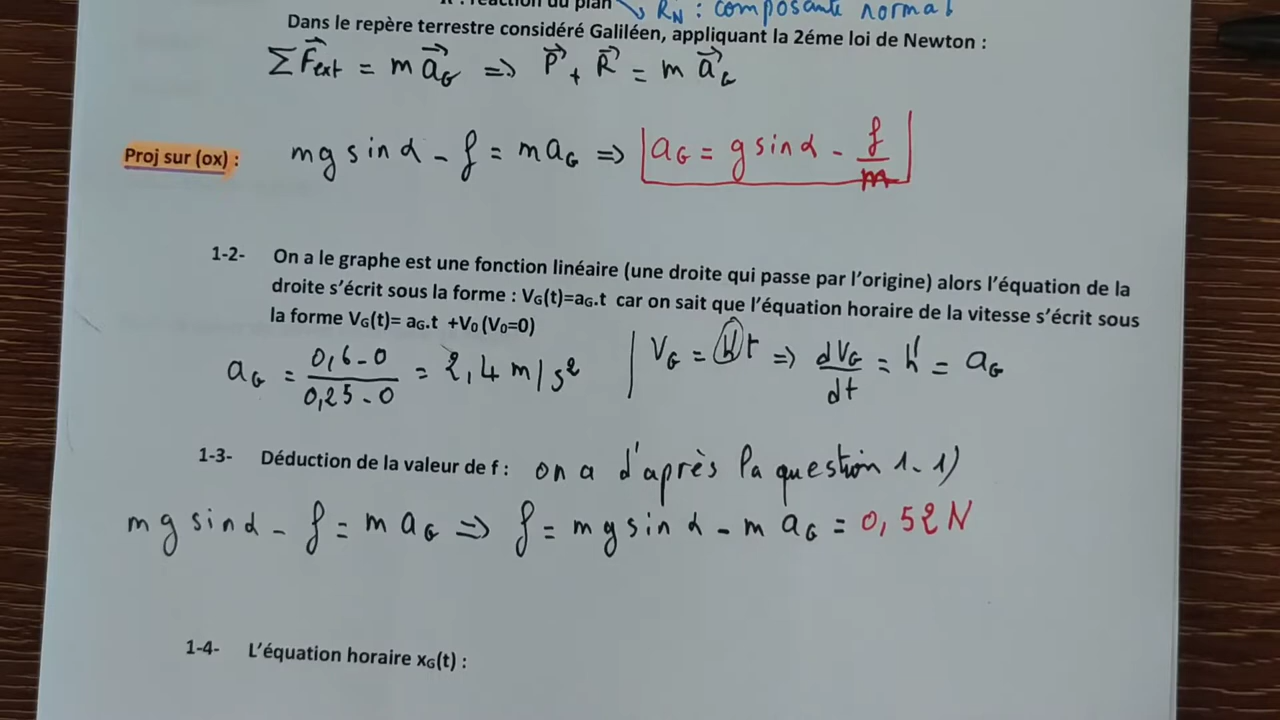 R : réaction du plan ↘ RN : composante normal
Dans le repère terrestre considéré Galiléen, appliquant la 2éme loi de Newton :
∑F⃗ext = m a⃗G ⇒ P⃗ + R⃗ = m a⃗G
Proj sur (ox) : mg sin α - f = m aG ⇒ aG = g sin α - f/m
1-2- On a le graphe est une fonction linéaire (une droite qui passe par l'origine) alors l'équation de la
droite s'écrit sous la forme : VG(t)=aG.t car on sait que l'équation horaire de la vitesse s'écrit sous
la forme VG(t)= aG.t +V0 (V0=0)
aG = (0,6 - 0)/(0,25 - 0) = 2,4 m/s² | VG = kt ⇒ dVG/dt = k = aG
1-3- Déduction de la valeur de f : on a d'après la question 1-1)
mg sin α - f = m aG ⇒ f = mg sin α - m aG = 0,52 N
1-4- L'équation horaire xG(t) :